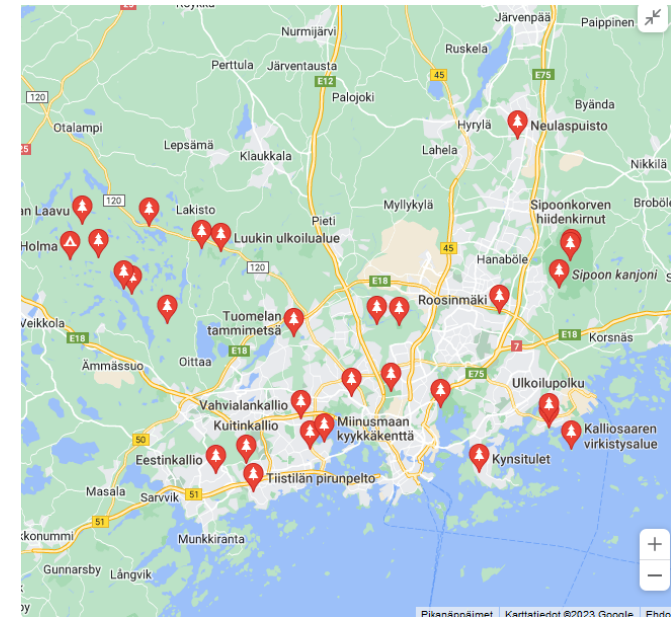 Järvenpää
Nurmijärvi
Paippinen
Ruskela
Perttula
Järventausta
E12
45
E75
Palojoki
120
Byända
Otalampi
Hyrylä
Neulaspuisto
Lepsämä
Klaukkala
Lahela
Nikkilä
25
120
Lakisto
Myllykylä
Sipoonkorven
hiidenkirnut
an Laavu
Broböle
Pieti
Luukin ulkoilualue
Holma
45
Hanaböle
120
E18
Sipoon kanjoni
Roosinmäki
Tuomelan
tammimetsä
Veikkola
E18
E18
Korsnäs
7
E18
Ämmässuo
Oittaa
E75
Ulkoilupolku
Vahvialankallio
Kuitinkallio
Miinusmaan
kyykkäkenttä
Kalliosaaren
virkistysalue
50
Eestinkallio
Kynsitulet
Tiistilän pirunpelto
Masala
Sarvvik
51
51
kkonummi
Munkkiranta
Gunnarsby
Långvik
+
−
Pikanäppäimet
Karttatiedot ©2023 Google
Ehdo